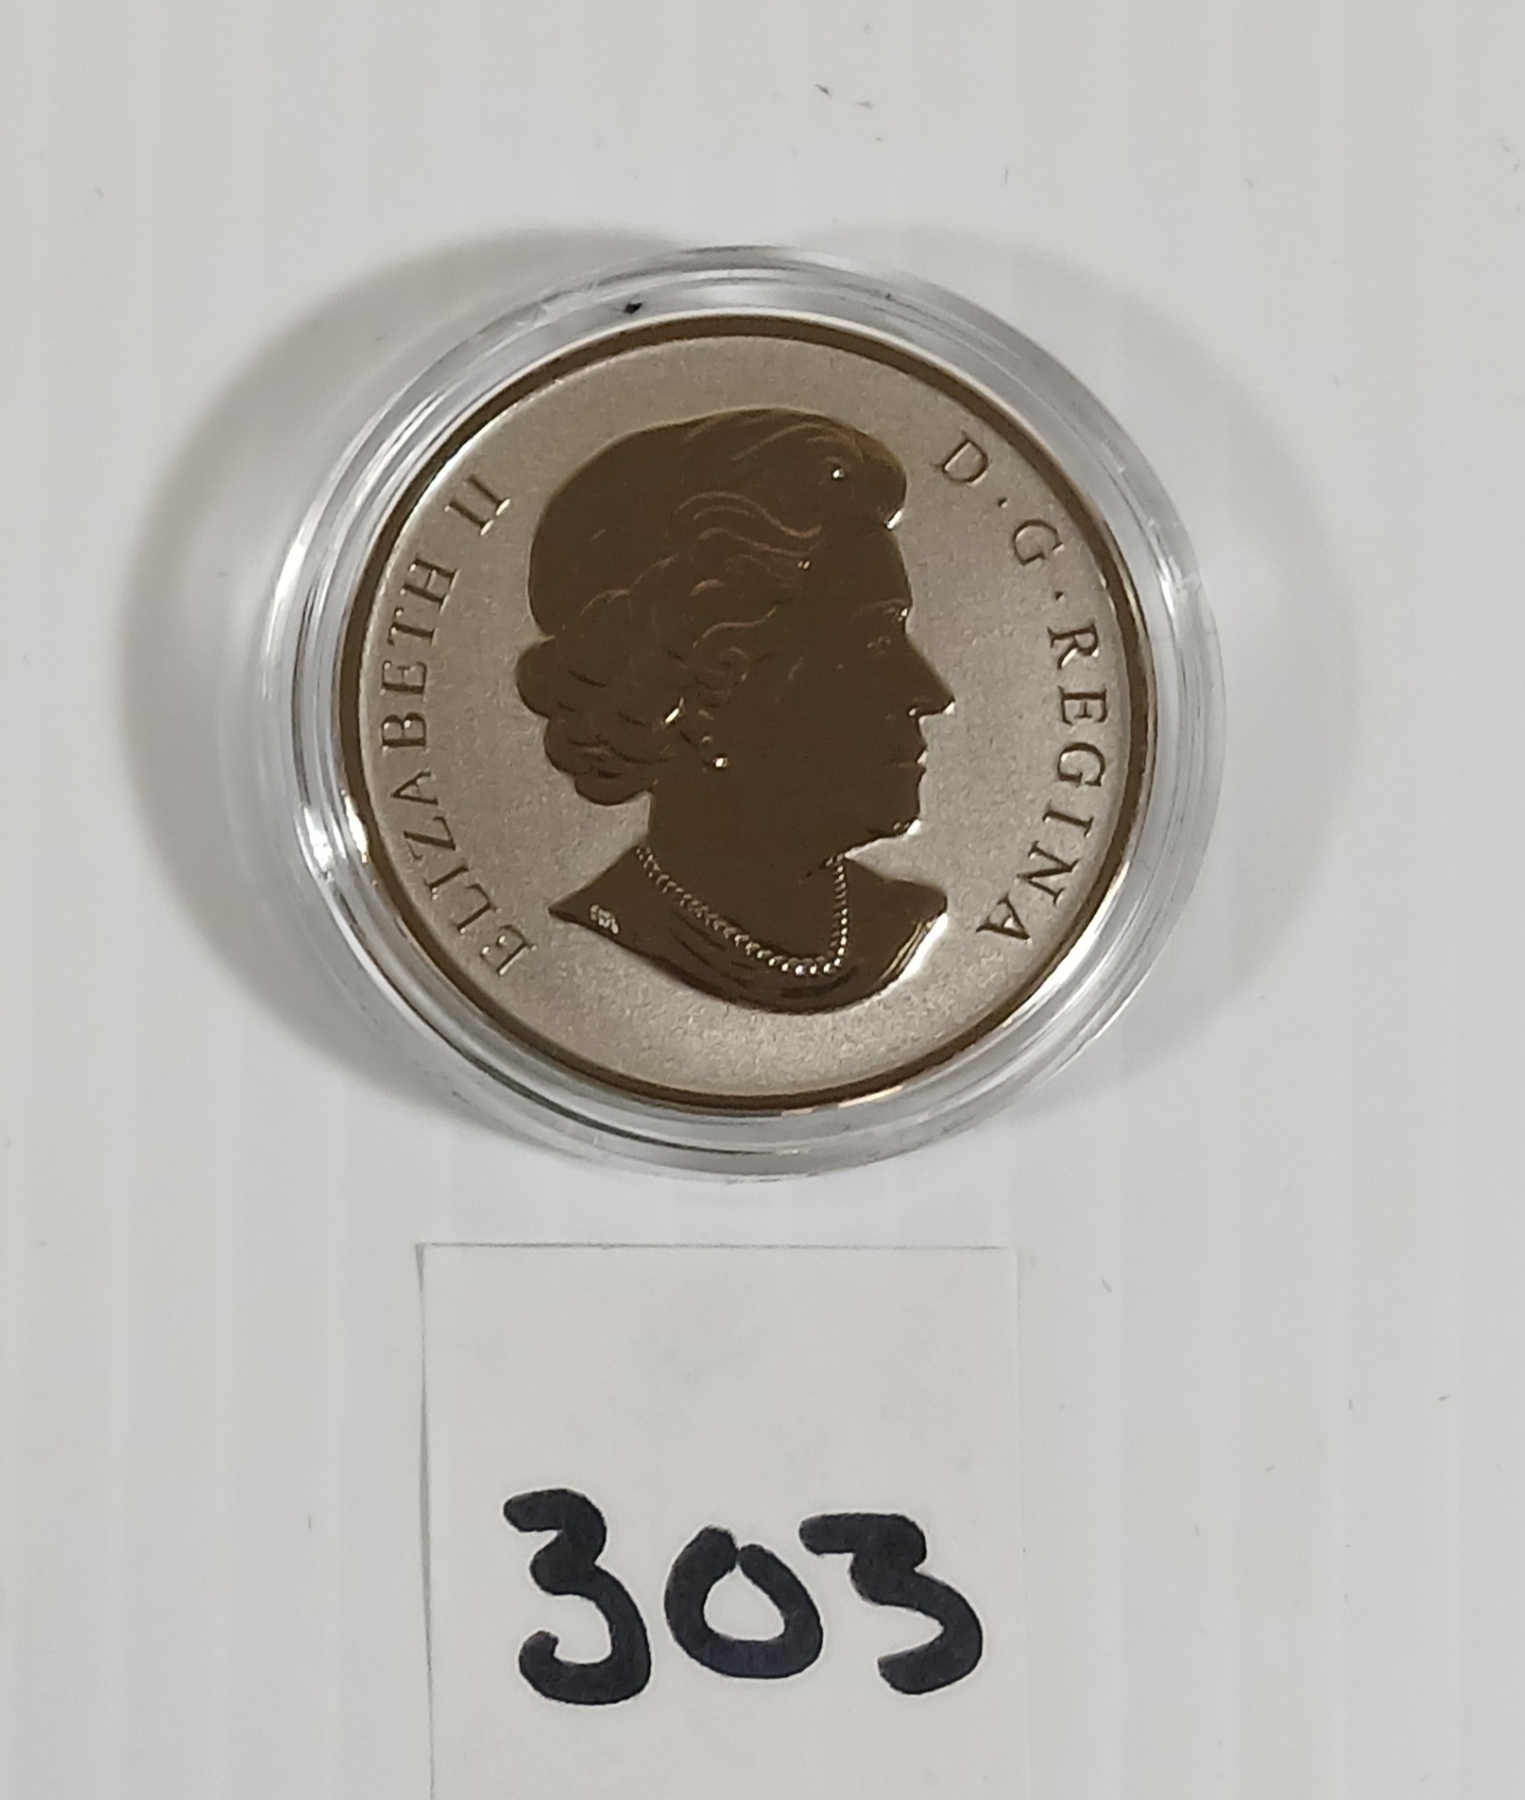 ELIZABETH II
D · G · REGINA
303